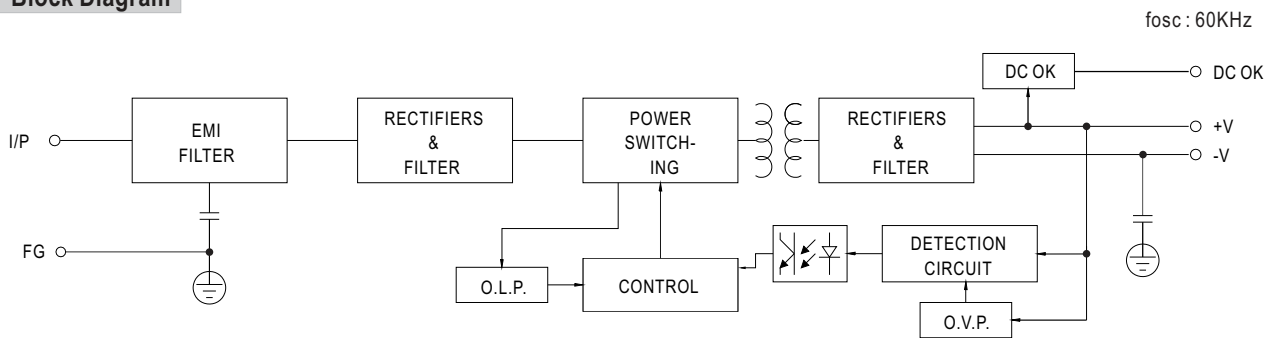 Block Diagram
fosc : 60KHz
DC OK
DC OK
I/P
EMI
FILTER
RECTIFIERS
&
FILTER
POWER
SWITCH-
ING
RECTIFIERS
&
FILTER
+V
-V
FG
O.L.P.
CONTROL
DETECTION
CIRCUIT
O.V.P.